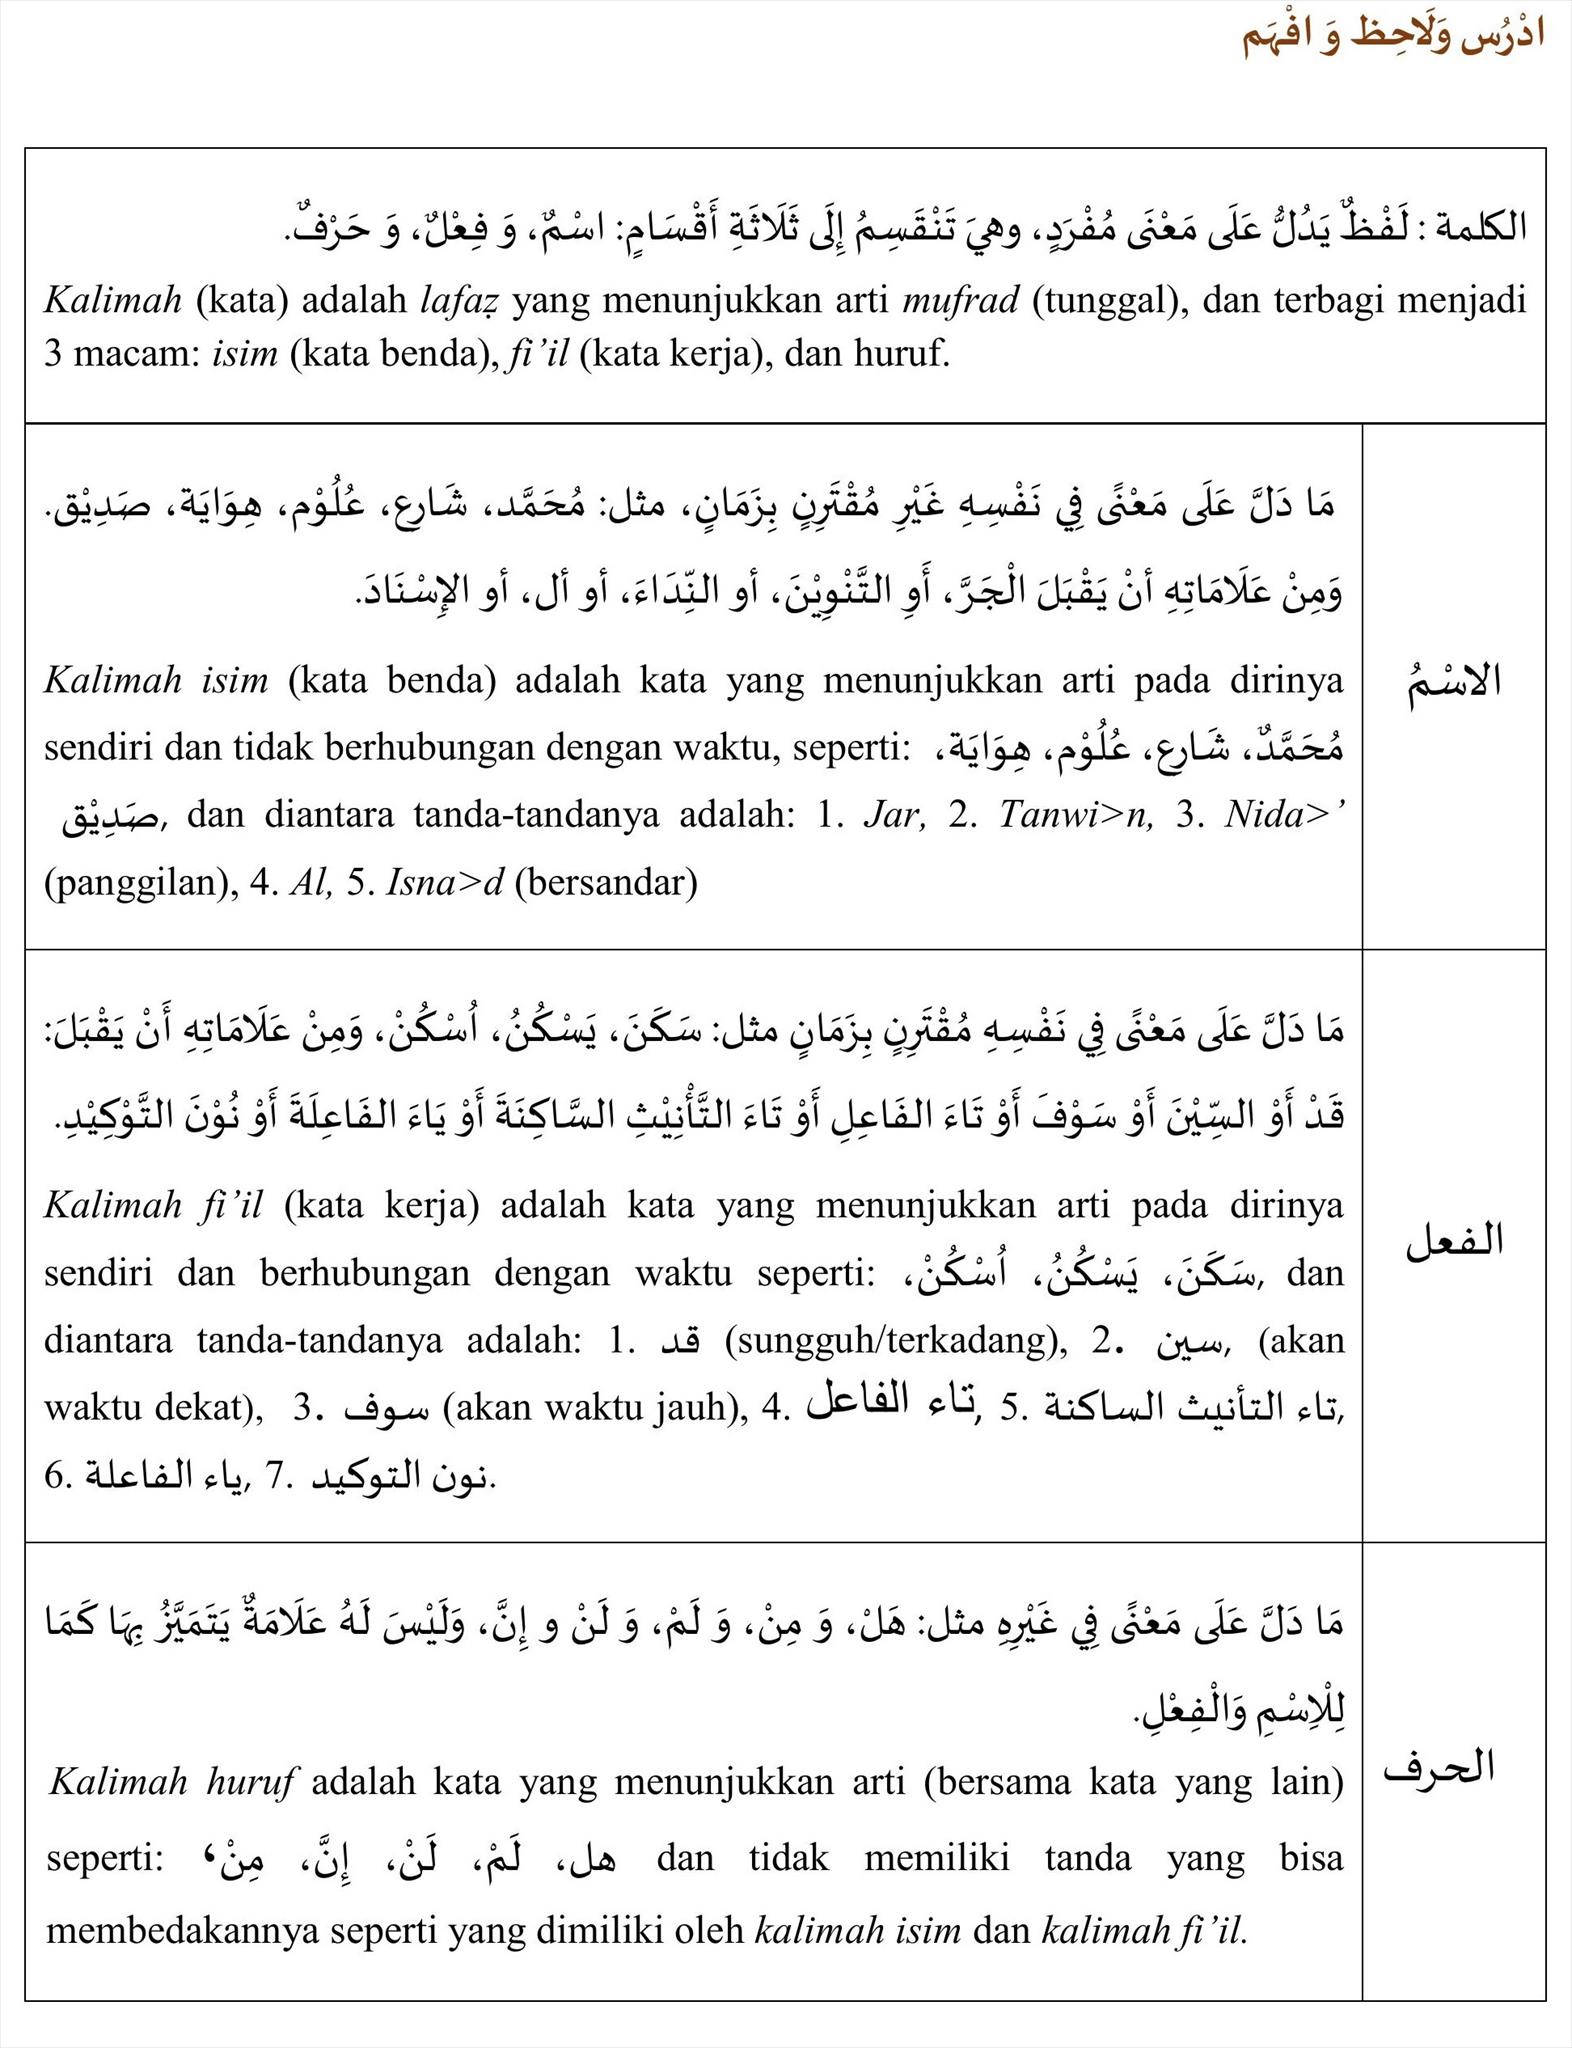 ادْرُس وَلَاحِظ وَ افْهَم
الكلمة : لَفْظٌ يَدُلُّ عَلَى مَعْنَى مُفْرَدٍ، وهيَ تَنْقَسِمُ إِلَى ثَلَاثَةِ أَقْسَامٍ: اسْمٌ، وَ فِعْلٌ، وَ حَرْفٌ.
Kalimah (kata) adalah lafaẓ yang menunjukkan arti mufrad (tunggal), dan terbagi menjadi
3 macam: isim (kata benda), fi’il (kata kerja), dan huruf.
الاسْمُ
مَا دَلَّ عَلَى مَعْنًى فِي نَفْسِهِ غَيْرِ مُقْتَرِنٍ بِزَمَانٍ، مثل: مُحَمَّد، شَارع، عُلُوْم، هِوَايَة، صَدِيْق.
وَمِنْ عَلَامَاتِهِ أنْ يَقْبَلَ الْجَرَّ، أَوِ التَّنْوِيْنَ، أو النِّدَاءَ، أو أل، أو الإسْنَادَ.
Kalimah isim (kata benda) adalah kata yang menunjukkan arti pada dirinya
sendiri dan tidak berhubungan dengan waktu, seperti: مُحَمَّدٌ، شَارع، عُلُوْم، هِوَايَة،
صَدِيْق, dan diantara tanda-tandanya adalah: 1. Jar, 2. Tanwi>n, 3. Nida>’
(panggilan), 4. Al, 5. Isna>d (bersandar)
الفعل
مَا دَلَّ عَلَى مَعْنًى فِي نَفْسِهِ مُقْتَرِنٍ بِزَمَانٍ مثل: سَكَنَ، يَسْكُنُ، اُسْكُنْ، وَمِنْ عَلَامَاتِهِ أَنْ يَقْبَلَ:
قَدْ أَوْ السِّيْنَ أَوْ سَوْفَ أَوْ تَاءَ الفَاعِلِ أَوْ تَاءَ التَّأْنِيْثِ السَّاكِنَةَ أَوْ يَاءَ الفَاعِلَةَ أَوْ نُوْنَ التَّوْكِيْدِ.
Kalimah fi’il (kata kerja) adalah kata yang menunjukkan arti pada dirinya
sendiri dan berhubungan dengan waktu seperti: سَكَنَ، يَسْكُنُ، اُسْكُنْ،, dan
diantara tanda-tandanya adalah: 1. قد (sungguh/terkadang), 2. سين, (akan
waktu dekat), 3. سوف (akan waktu jauh), 4. تاء الفاعل, 5. تاء التأنيث الساكنة,
6. ياء الفاعلة, 7. نون التوكيد.
الحرف
مَا دَلَّ عَلَى مَعْنًى فِي غَيْرِهِ مثل: هَلْ، وَ مِنْ، وَ لَمْ، وَ لَنْ و إِنَّ، وَلَيْسَ لَهُ عَلَامَةٌ يَتَمَيَّزُ بِهَا كَمَا
لِلْاِسْمِ وَالْفِعْلِ.
Kalimah huruf adalah kata yang menunjukkan arti (bersama kata yang lain)
seperti: هل، لَمْ، لَنْ، إِنَّ، مِنْ، dan tidak memiliki tanda yang bisa
membedakannya seperti yang dimiliki oleh kalimah isim dan kalimah fi’il.